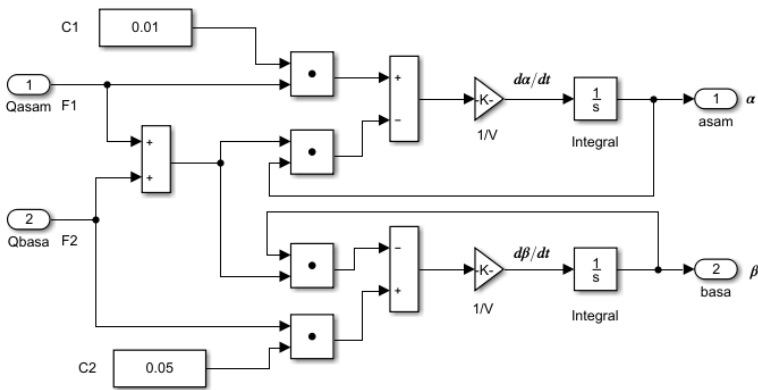 C1 0.01
1
Qasam F1
+
−
-K-
1/V
dα/dt
1/s
Integral
1 α
asam
+
+
2
Qbasa F2
−
+
-K-
1/V
dβ/dt
1/s
Integral
2 β
basa
C2 0.05